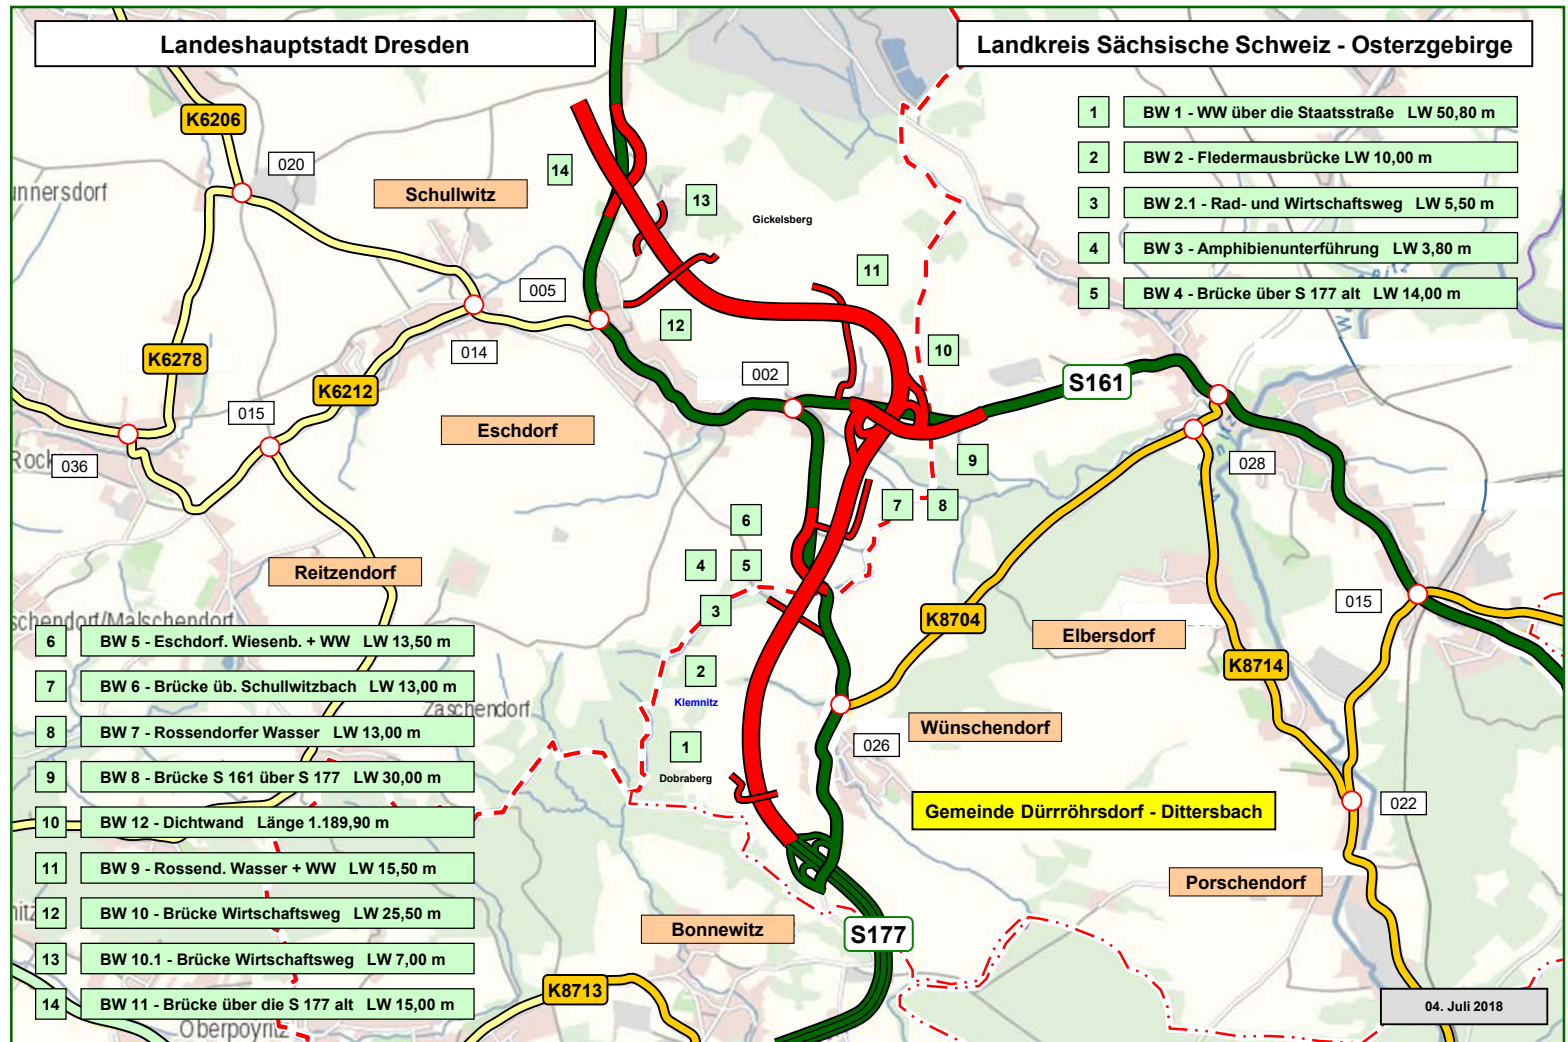 Landeshauptstadt Dresden
Landkreis Sächsische Schweiz - Osterzgebirge
1 BW 1 - WW über die Staatsstraße LW 50,80 m
2 BW 2 - Fledermausbrücke LW 10,00 m
3 BW 2.1 - Rad- und Wirtschaftsweg LW 5,50 m
4 BW 3 - Amphibienunterführung LW 3,80 m
5 BW 4 - Brücke über S 177 alt LW 14,00 m
K6206
020
14
Schullwitz
13
Gickelsberg
unnersdorf
11
005
12
K6278
014
10
K6212
002
S161
015
Eschdorf
Rock
036
9
028
7
8
6
4
5
Reitzendorf
3
015
schendorf/Malschendorf
K8704
Elbersdorf
K8714
2
Klemnitz
Zaschendorf
Wünschendorf
026
1
Dobraberg
022
Gemeinde Dürrröhrsdorf - Dittersbach
Porschendorf
Bonnewitz
S177
K8713
6 BW 5 - Eschdorf. Wiesenb. + WW LW 13,50 m
7 BW 6 - Brücke üb. Schullwitzbach LW 13,00 m
8 BW 7 - Rossendorfer Wasser LW 13,00 m
9 BW 8 - Brücke S 161 über S 177 LW 30,00 m
10 BW 12 - Dichtwand Länge 1.189,90 m
11 BW 9 - Rossend. Wasser + WW LW 15,50 m
12 BW 10 - Brücke Wirtschaftsweg LW 25,50 m
13 BW 10.1 - Brücke Wirtschaftsweg LW 7,00 m
14 BW 11 - Brücke über die S 177 alt LW 15,00 m
Oberpoyritz
04. Juli 2018